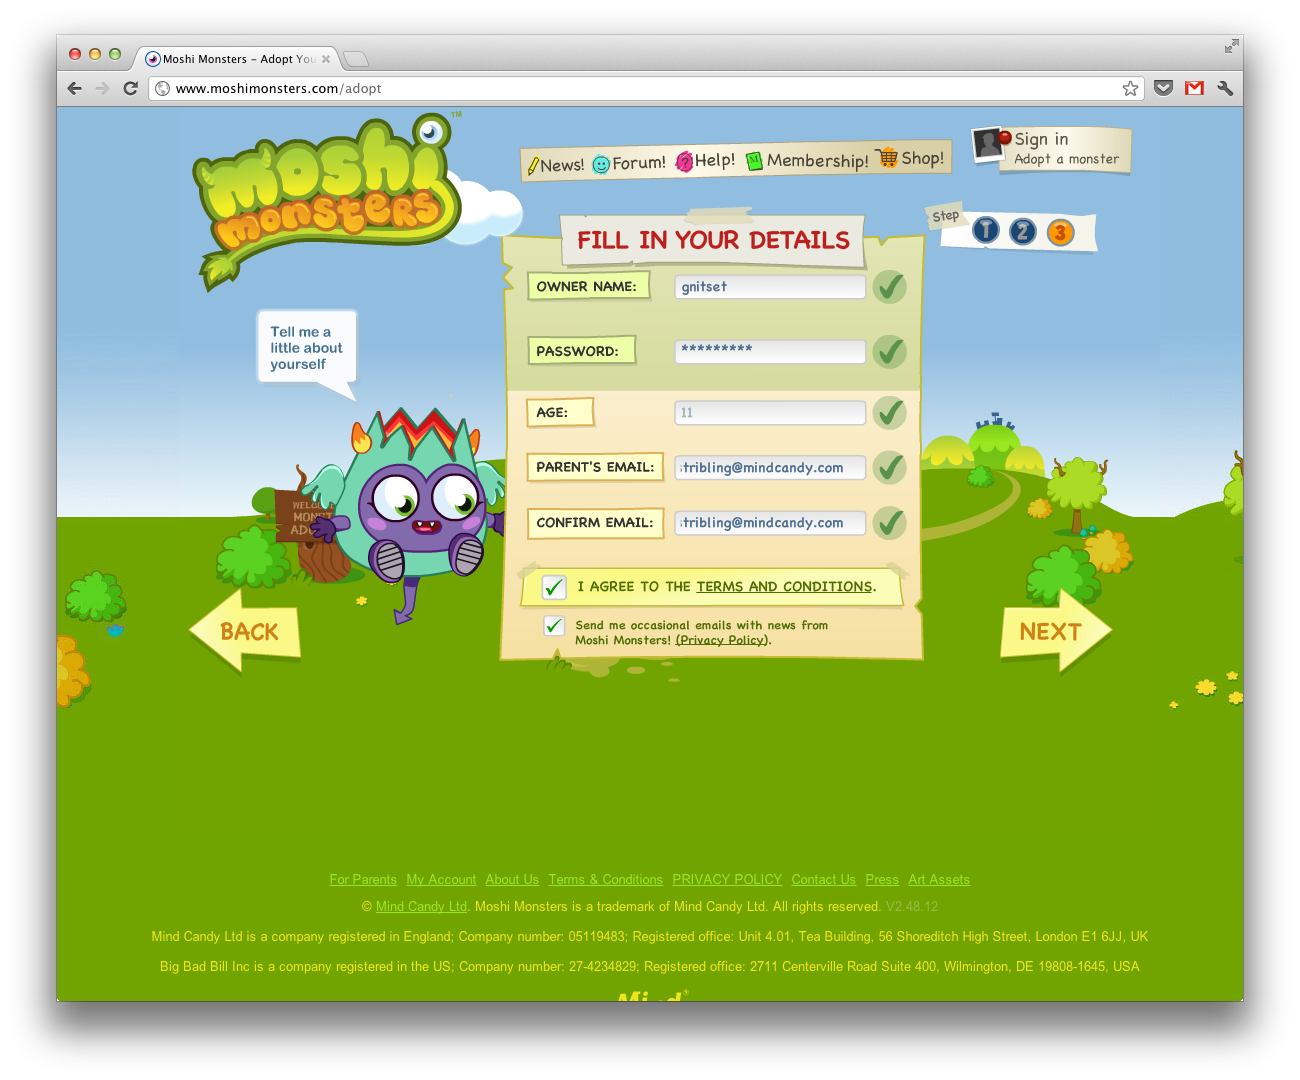 Moshi Monsters – Adopt You
www.moshimonsters.com/adopt
moshi
monsters
TM
News! Forum! Help! Membership! Shop!
Sign in
Adopt a monster
Step 1 2 3
FILL IN YOUR DETAILS
OWNER NAME: gnitset
PASSWORD: *********
AGE: 11
PARENT'S EMAIL: tribling@mindcandy.com
CONFIRM EMAIL: tribling@mindcandy.com
I AGREE TO THE TERMS AND CONDITIONS.
Send me occasional emails with news from
Moshi Monsters! (Privacy Policy).
Tell me a
little about
yourself
BACK
NEXT
For Parents My Account About Us Terms & Conditions PRIVACY POLICY Contact Us Press Art Assets
© Mind Candy Ltd. Moshi Monsters is a trademark of Mind Candy Ltd. All rights reserved. V2.48.12
Mind Candy Ltd is a company registered in England; Company number: 05119483; Registered office: Unit 4.01, Tea Building, 56 Shoreditch High Street, London E1 6JJ, UK
Big Bad Bill Inc is a company registered in the US; Company number: 27-4234829; Registered office: 2711 Centerville Road Suite 400, Wilmington, DE 19808-1645, USA
Mind